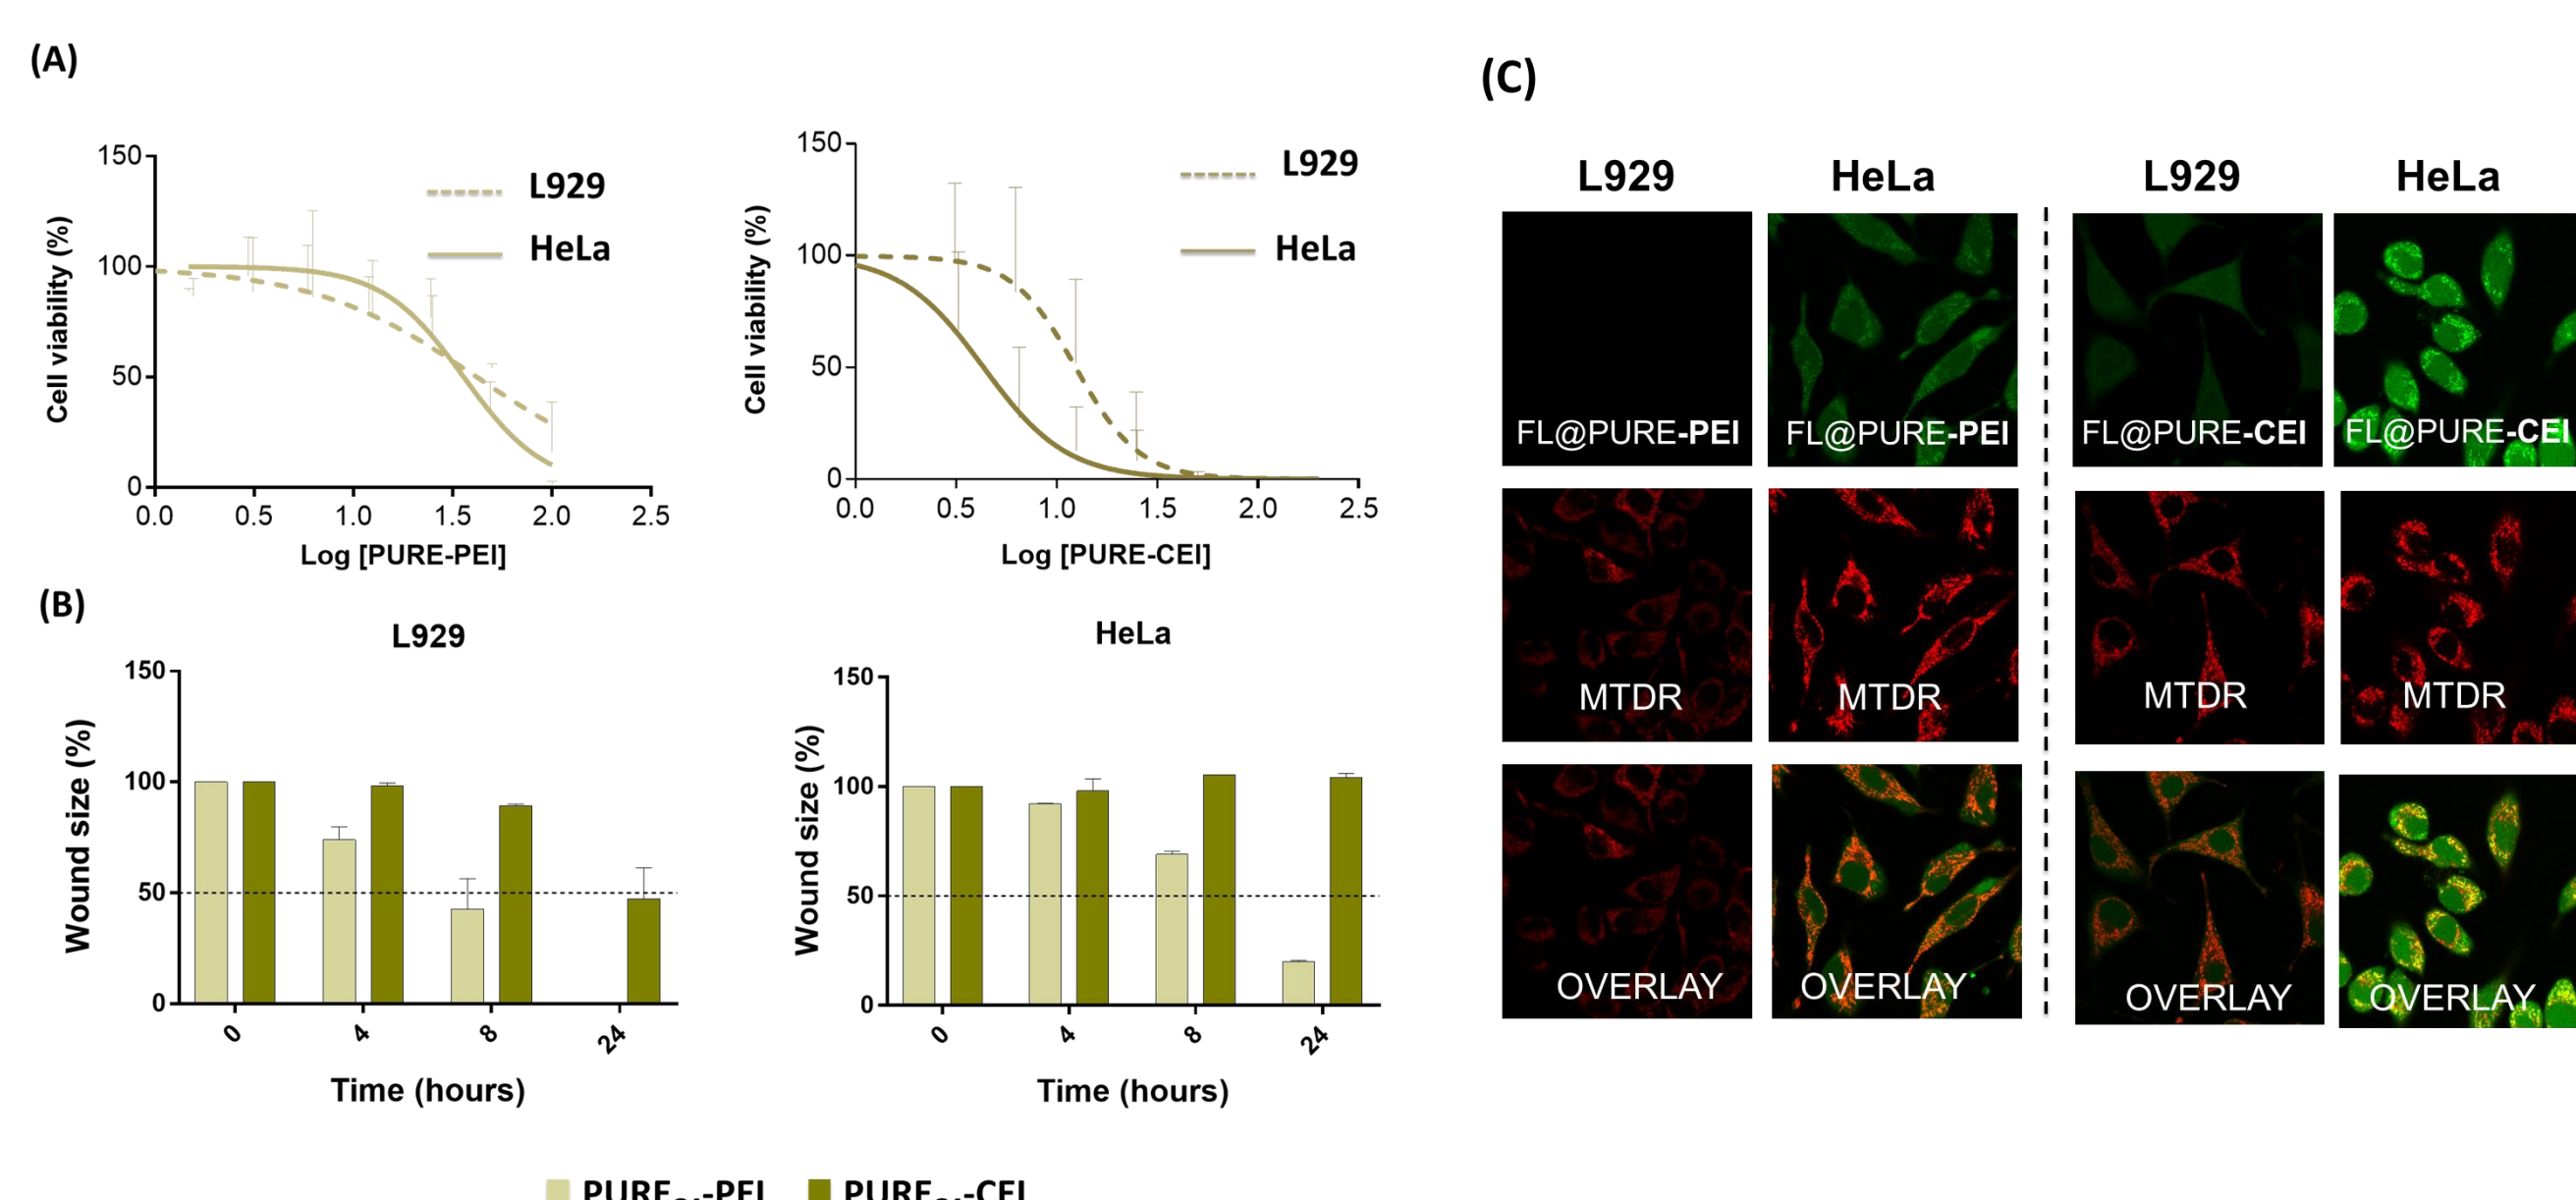 (A)
150
100
50
0
Cell viability (%)
L929
HeLa
0.0 0.5 1.0 1.5 2.0 2.5
Log [PURE-PEI]
150
100
50
0
Cell viability (%)
L929
HeLa
0.0 0.5 1.0 1.5 2.0 2.5
Log [PURE-CEI]
(B)
L929
150
100
50
0
Wound size (%)
0 4 8 24
Time (hours)
HeLa
150
100
50
0
Wound size (%)
0 4 8 24
Time (hours)
(C)
L929 HeLa L929 HeLa
FL@PURE-PEI FL@PURE-PEI FL@PURE-CEI FL@PURE-CEI
MTDR MTDR MTDR MTDR
OVERLAY OVERLAY OVERLAY OVERLAY